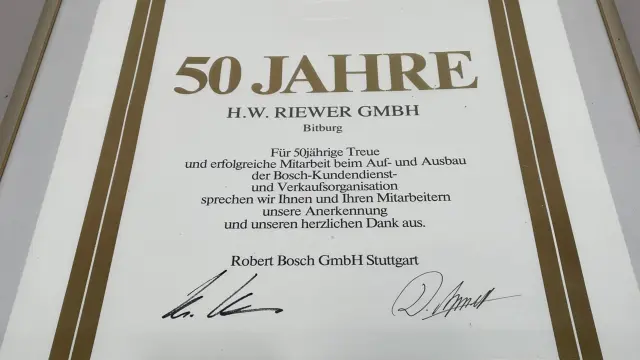 50 JAHRE
H.W. RIEWER GMBH
Bitburg
Für 50jährige Treue
und erfolgreiche Mitarbeit beim Auf- und Ausbau
der Bosch-Kundendienst-
und Verkaufsorganisation
sprechen wir Ihnen und Ihren Mitarbeitern
unsere Anerkennung
und unseren herzlichen Dank aus.
Robert Bosch GmbH Stuttgart